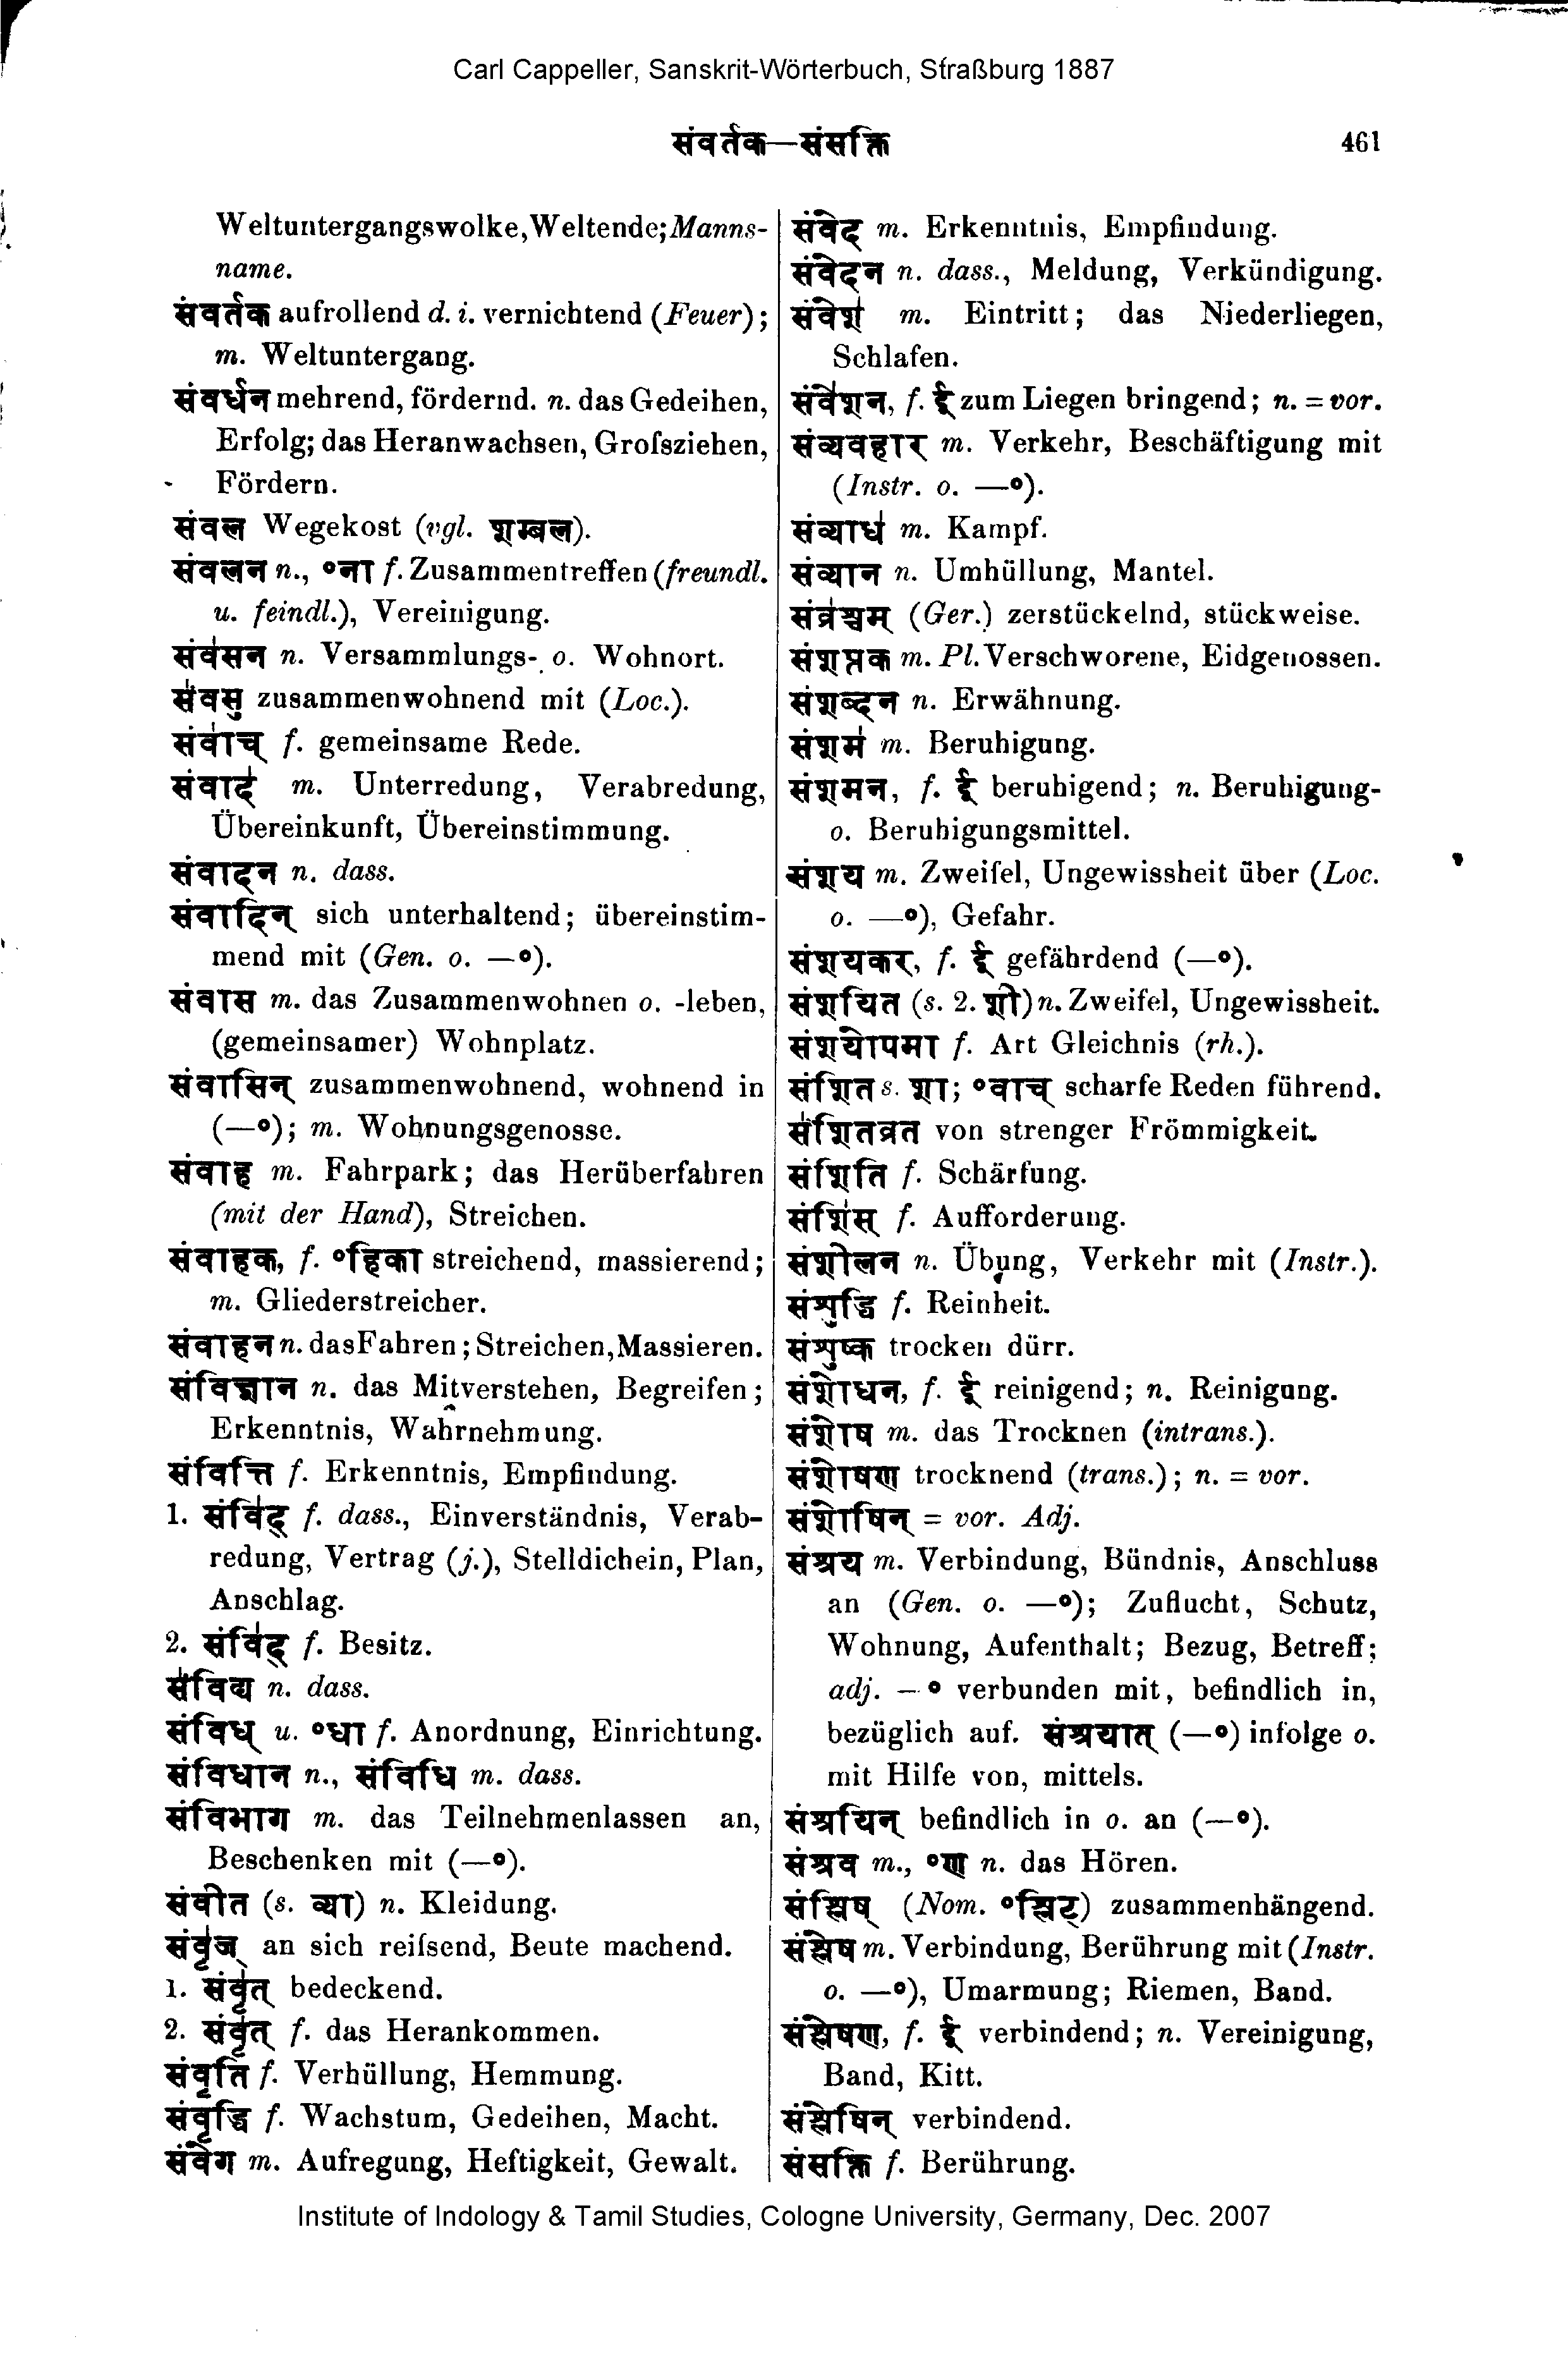 Carl Cappeller, Sanskrit-Wörterbuch, Straßburg 1887
संवर्तक—संसक्ति 461
Weltuntergangswolke, Weltende; Manns-
name.
संवर्तक aufrollend d. i. vernichtend (Feuer);
m. Weltuntergang.
संवर्धन mehrend, fördernd. n. das Gedeihen,
Erfolg; das Heranwachsen, Groſsziehen,
Fördern.
संवल Wegekost (vgl. शम्बल).
संवलन n., °ना f. Zusammentreffen (freundl.
u. feindl.), Vereinigung.
संव॑सन n. Versammlungs- o. Wohnort.
सं॑वसु zusammenwohnend mit (Loc.).
संवा॑च् f. gemeinsame Rede.
संवाद॑ m. Unterredung, Verabredung,
Übereinkunft, Übereinstimmung.
संवादन n. dass.
संवादिन् sich unterhaltend; übereinstim-
mend mit (Gen. o. —°).
संवास m. das Zusammenwohnen o. -leben,
(gemeinsamer) Wohnplatz.
संवासिन् zusammenwohnend, wohnend in
(—°); m. Wohnungsgenosse.
संवाह m. Fahrpark; das Herüberfahren
(mit der Hand), Streichen.
संवाहक, f. °हिका streichend, massierend;
m. Gliederstreicher.
संवाहन n. das Fahren; Streichen, Massieren.
संविज्ञान n. das Mitverstehen, Begreifen;
Erkenntnis, Wahrnehmung.
संवित्ति f. Erkenntnis, Empfindung.
1. संवि॑द् f. dass., Einverständnis, Verab-
redung, Vertrag (j.), Stelldichein, Plan,
Anschlag.
2. संवि॑द् f. Besitz.
सं॑विद्य n. dass.
संविध् u. °धा f. Anordnung, Einrichtung.
संविधान n., संविधि m. dass.
संविभाग m. das Teilnehmenlassen an,
Beschenken mit (—°).
संवीत (s. व्या) n. Kleidung.
संवृ॑ज् an sich reiſsend, Beute machend.
1. संवृ॑त् bedeckend.
2. संवृ॑त् f. das Herankommen.
संवृति f. Verhüllung, Hemmung.
संवृद्धि f. Wachstum, Gedeihen, Macht.
संवेग m. Aufregung, Heftigkeit, Gewalt.
संवेद m. Erkenntnis, Empfindung.
संवेदन n. dass., Meldung, Verkündigung.
संवेश॑ m. Eintritt; das Niederliegen,
Schlafen.
संवे॑शन, f. ई zum Liegen bringend; n. = vor.
संव्यवहार m. Verkehr, Beschäftigung mit
(Instr. o. —°).
संव्याध॑ m. Kampf.
संव्यान n. Umhüllung, Mantel.
संव्र॑श्चम् (Ger.) zerstückelnd, stückweise.
संशप्तक m. Pl. Verschworene, Eidgenossen.
संशब्दन n. Erwähnung.
संशम॑ m. Beruhigung.
संशमन, f. ई beruhigend; n. Beruhigung-
o. Beruhigungsmittel.
संशय m. Zweifel, Ungewissheit über (Loc.
o. —°), Gefahr.
संशयकर, f. ई gefährdend (—°).
संशयित (s. 2. शी) n. Zweifel, Ungewissheit.
संशयोपमा f. Art Gleichnis (rh.).
संशित s. शा; °वाच् scharfe Reden führend.
सं॑शितव्रत von strenger Frömmigkeit.
संशिति f. Schärfung.
संशि॑स् f. Aufforderung.
संशीलन n. Übung, Verkehr mit (Instr.).
संशुद्धि f. Reinheit.
संशुष्क trocken dürr.
संशोधन, f. ई reinigend; n. Reinigung.
संशोष m. das Trocknen (intrans.).
संशोषण trocknend (trans.); n. = vor.
संशोषिन् = vor. Adj.
संश्रय m. Verbindung, Bündnis, Anschluss
an (Gen. o. —°); Zuflucht, Schutz,
Wohnung, Aufenthalt; Bezug, Betreff;
adj. —° verbunden mit, befindlich in,
bezüglich auf. संश्रयात् (—°) infolge o.
mit Hilfe von, mittels.
संश्रयिन् befindlich in o. an (—°).
संश्रव m., °ण n. das Hören.
संश्लिष् (Nom. °श्लिट्) zusammenhängend.
संश्लेष m. Verbindung, Berührung mit (Instr.
o. —°), Umarmung; Riemen, Band.
संश्लेषण, f. ई verbindend; n. Vereinigung,
Band, Kitt.
संश्लेषिन् verbindend.
संसक्ति f. Berührung.
Institute of Indology & Tamil Studies, Cologne University, Germany, Dec. 2007